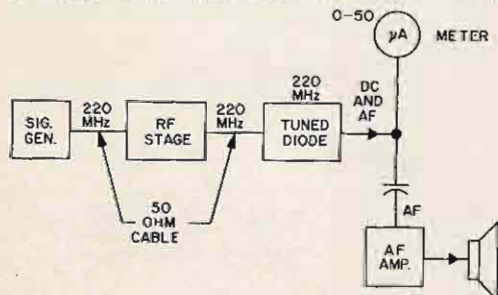 0-50
µA
METER
220
MHz
220
MHz
220
MHz
DC
AND
AF
SIG.
GEN.
RF
STAGE
TUNED
DIODE
50
OHM
CABLE
AF
AF
AMP.